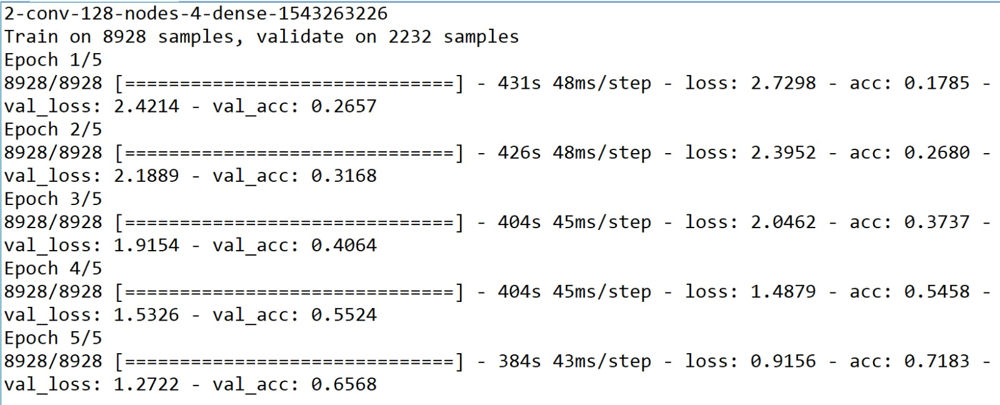 2-conv-128-nodes-4-dense-1543263226
Train on 8928 samples, validate on 2232 samples
Epoch 1/5
8928/8928 [==============================] - 431s 48ms/step - loss: 2.7298 - acc: 0.1785 -
val_loss: 2.4214 - val_acc: 0.2657
Epoch 2/5
8928/8928 [==============================] - 426s 48ms/step - loss: 2.3952 - acc: 0.2680 -
val_loss: 2.1889 - val_acc: 0.3168
Epoch 3/5
8928/8928 [==============================] - 404s 45ms/step - loss: 2.0462 - acc: 0.3737 -
val_loss: 1.9154 - val_acc: 0.4064
Epoch 4/5
8928/8928 [==============================] - 404s 45ms/step - loss: 1.4879 - acc: 0.5458 -
val_loss: 1.5326 - val_acc: 0.5524
Epoch 5/5
8928/8928 [==============================] - 384s 43ms/step - loss: 0.9156 - acc: 0.7183 -
val_loss: 1.2722 - val_acc: 0.6568